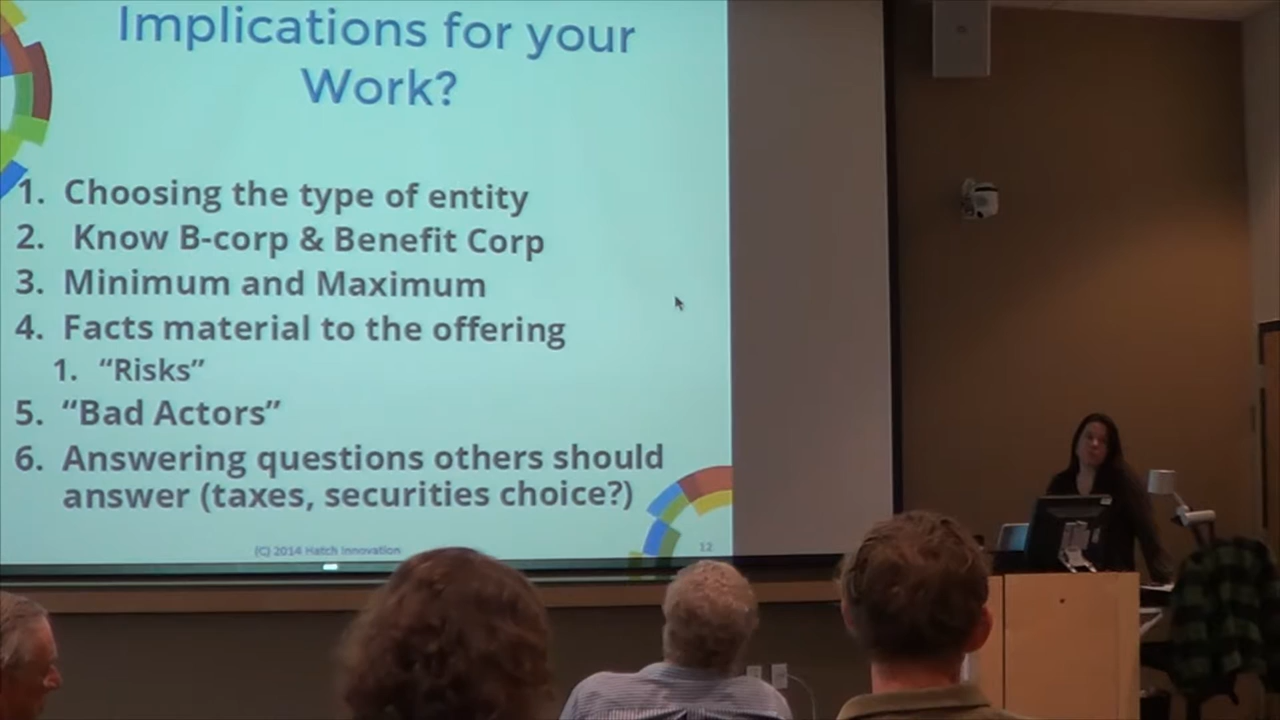 Implications for your
Work?
1. Choosing the type of entity
2. Know B-corp & Benefit Corp
3. Minimum and Maximum
4. Facts material to the offering
1. “Risks”
5. “Bad Actors”
6. Answering questions others should
answer (taxes, securities choice?)
(C) 2014 Hatch Innovation
12